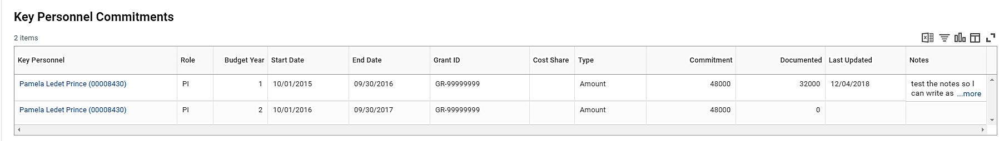 Key Personnel Commitments
2 items
Key Personnel Role Budget Year Start Date End Date Grant ID Cost Share Type Commitment Documented Last Updated Notes
Pamela Ledet Prince (00008430) PI 1 10/01/2015 09/30/2016 GR-99999999 Amount 48000 32000 12/04/2018 test the notes so I
can write as ...more
Pamela Ledet Prince (00008430) PI 2 10/01/2016 09/30/2017 GR-99999999 Amount 48000 0